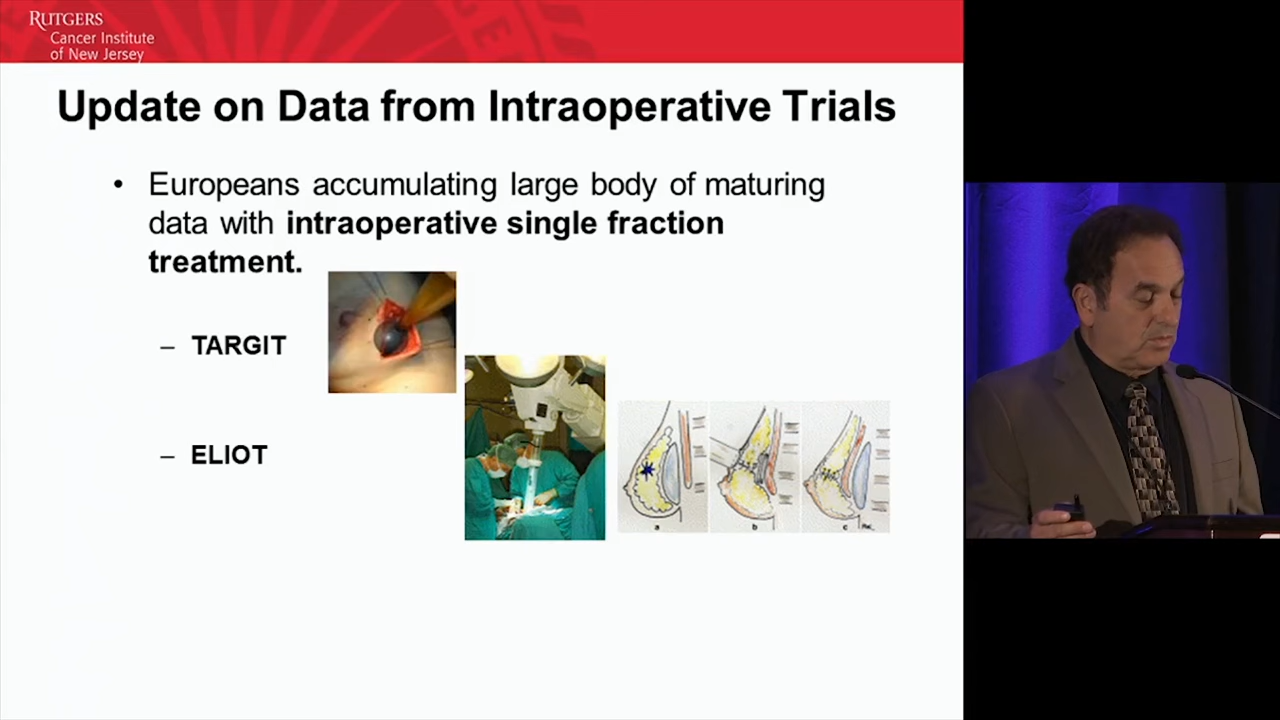 RUTGERS
Cancer Institute
of New Jersey
Update on Data from Intraoperative Trials
• Europeans accumulating large body of maturing
data with intraoperative single fraction
treatment.
– TARGIT
– ELIOT
a b c